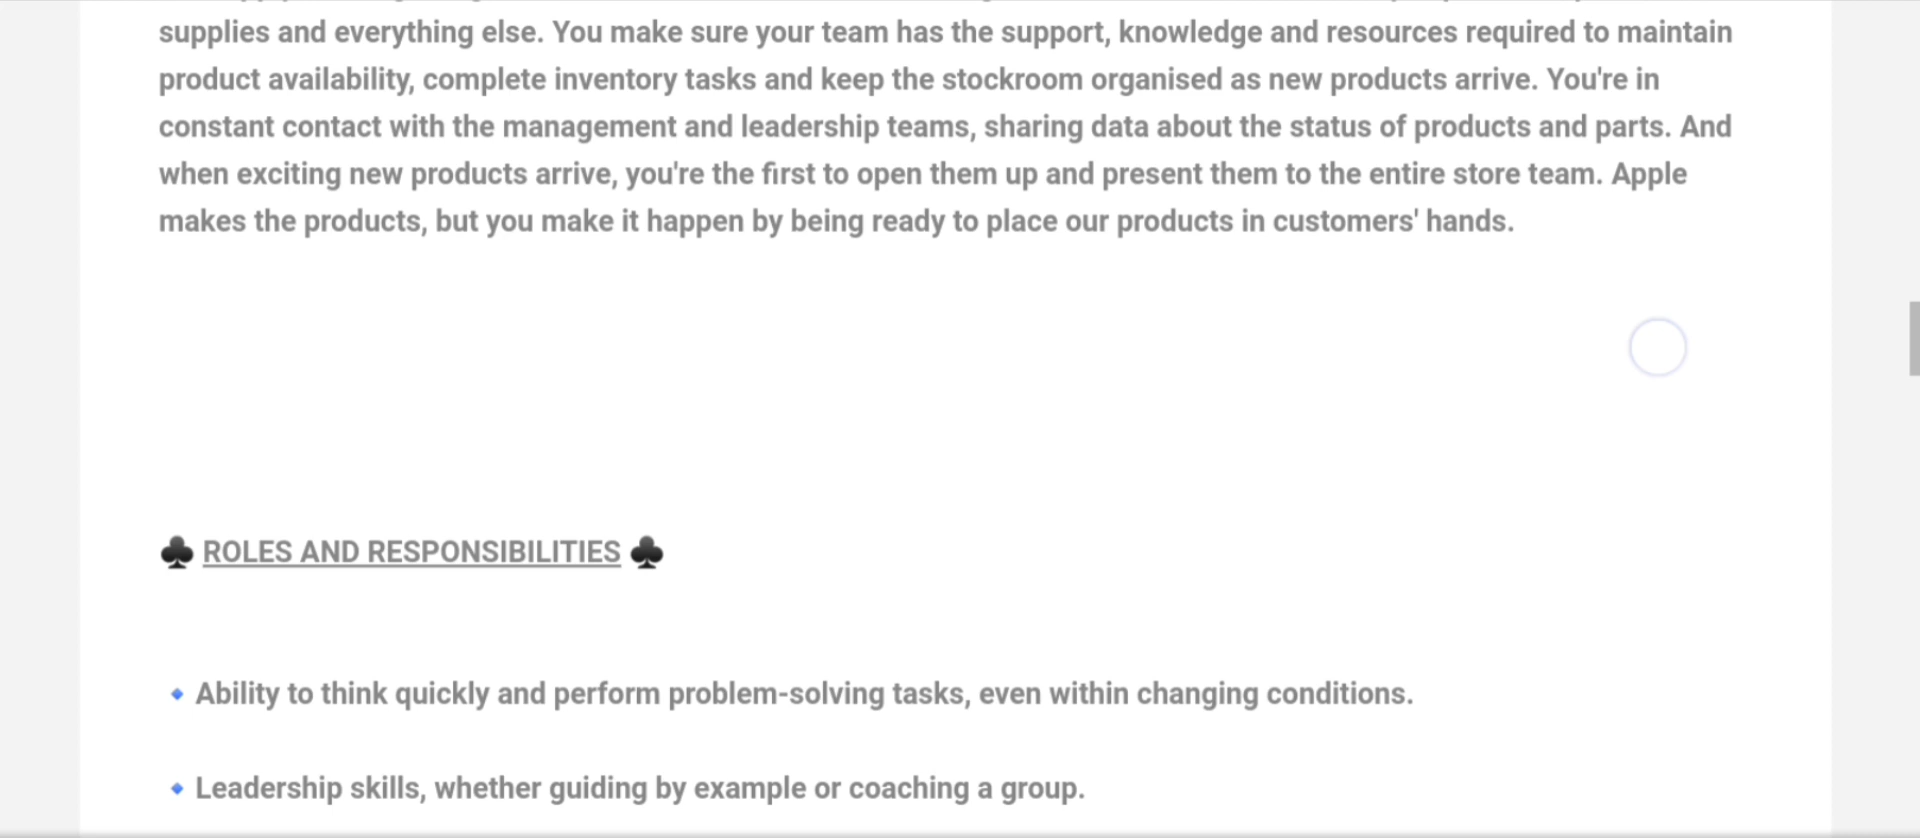 supplies and everything else. You make sure your team has the support, knowledge and resources required to maintain
product availability, complete inventory tasks and keep the stockroom organised as new products arrive. You're in
constant contact with the management and leadership teams, sharing data about the status of products and parts. And
when exciting new products arrive, you're the first to open them up and present them to the entire store team. Apple
makes the products, but you make it happen by being ready to place our products in customers' hands.
♣ ROLES AND RESPONSIBILITIES ♣
🔹 Ability to think quickly and perform problem-solving tasks, even within changing conditions.
🔹 Leadership skills, whether guiding by example or coaching a group.